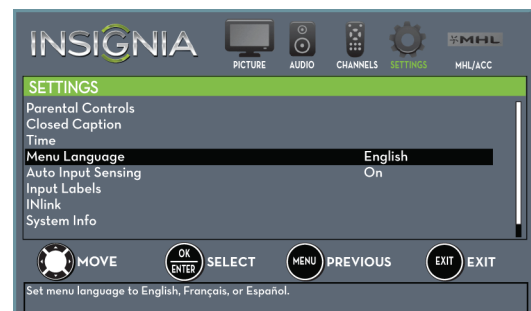 INSIGNIA
PICTURE AUDIO CHANNELS SETTINGS MHL MHL/ACC
SETTINGS
Parental Controls
Closed Caption
Time
Menu Language English
Auto Input Sensing On
Input Labels
INlink
System Info
MOVE OK ENTER SELECT MENU PREVIOUS EXIT EXIT
Set menu language to English, Français, or Español.